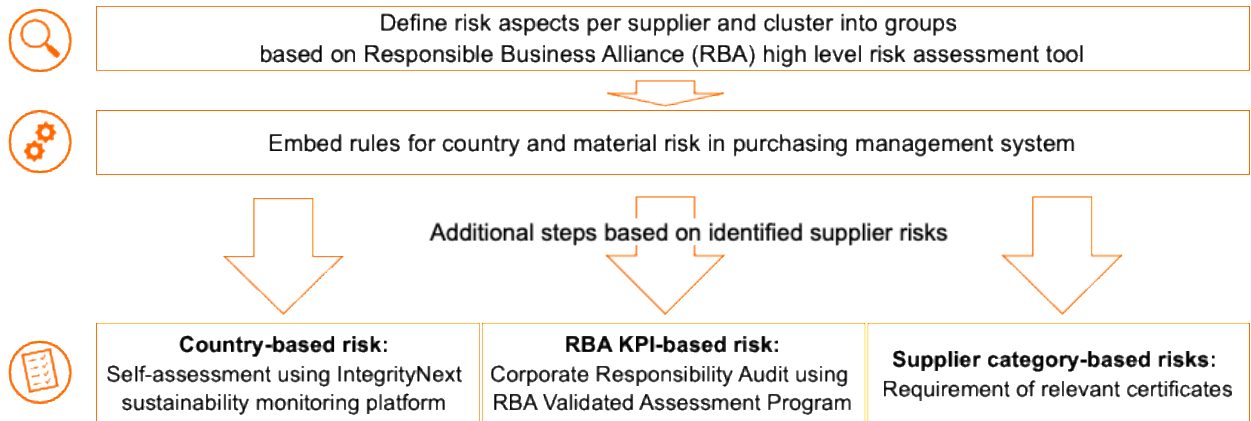 Define risk aspects per supplier and cluster into groups
based on Responsible Business Alliance (RBA) high level risk assessment tool
Embed rules for country and material risk in purchasing management system
Additional steps based on identified supplier risks
Country-based risk:
Self-assessment using IntegrityNext
sustainability monitoring platform
RBA KPI-based risk:
Corporate Responsibility Audit using
RBA Validated Assessment Program
Supplier category-based risks:
Requirement of relevant certificates